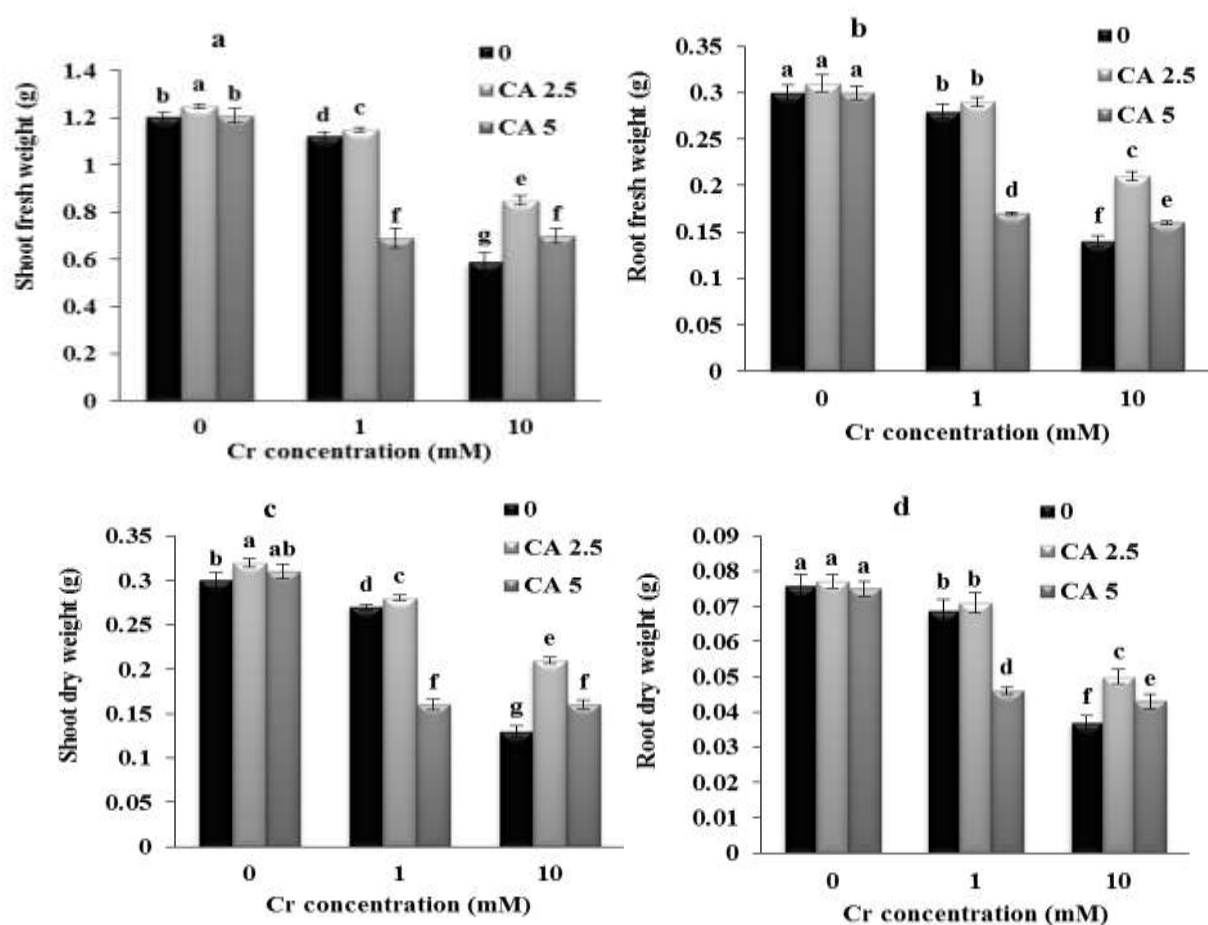 a
0
CA 2.5
CA 5
Shoot fresh weight (g)
1.4
1.2
1
0.8
0.6
0.4
0.2
0
b a b
d c f
g e f
0 1 10
Cr concentration (mM)
b
0
CA 2.5
CA 5
Root fresh weight (g)
0.35
0.3
0.25
0.2
0.15
0.1
0.05
0
a a a
b b d
f c e
0 1 10
Cr concentration (mM)
c
0
CA 2.5
CA 5
Shoot dry weight (g)
0.35
0.3
0.25
0.2
0.15
0.1
0.05
0
b a ab
d c f
g e f
0 1 10
Cr concentration (mM)
d
0
CA 2.5
CA 5
Root dry weight (g)
0.09
0.08
0.07
0.06
0.05
0.04
0.03
0.02
0.01
0
a a a
b b d
f c e
0 1 10
Cr concentration (mM)